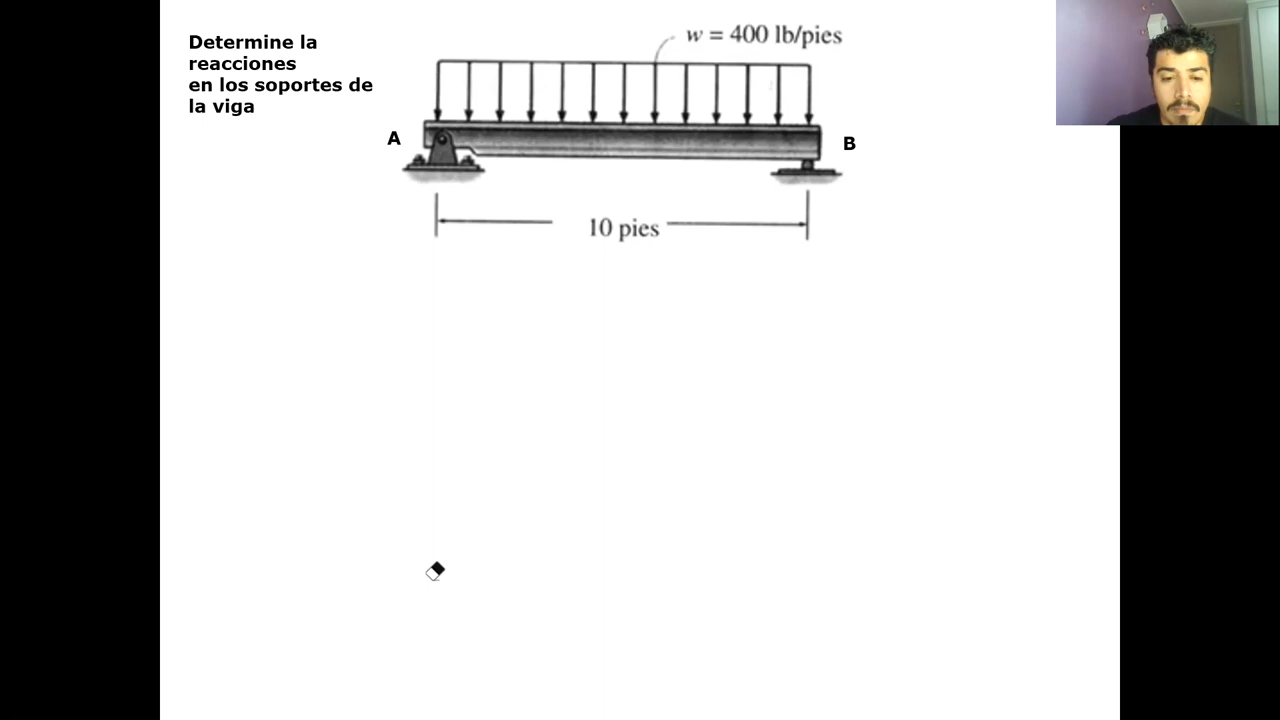 Determine la
reacciones
en los soportes de
la viga
w = 400 lb/pies
A
B
10 pies